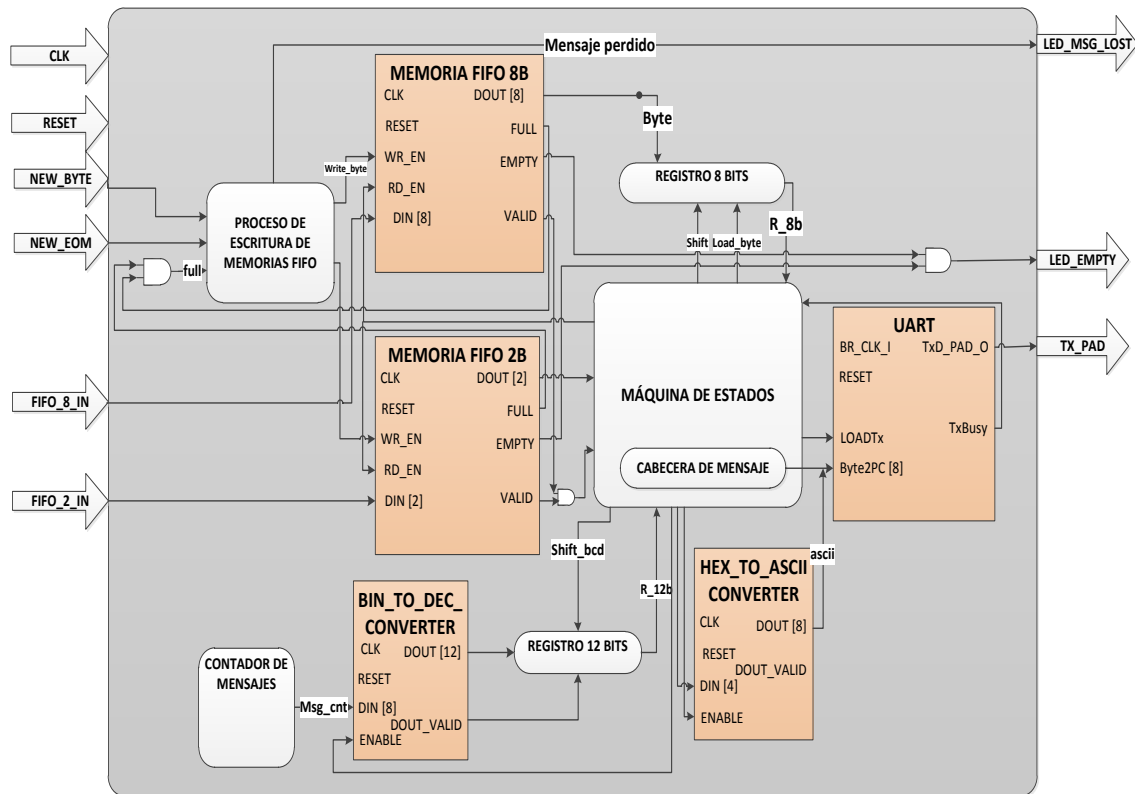 CLK
RESET
NEW_BYTE
NEW_EOM
FIFO_8_IN
FIFO_2_IN
Mensaje perdido
LED_MSG_LOST
LED_EMPTY
TX_PAD
PROCESO DE
ESCRITURA DE
MEMORIAS FIFO
full
Write_byte
MEMORIA FIFO 8B
CLK
DOUT [8]
RESET
FULL
WR_EN
EMPTY
RD_EN
DIN [8]
VALID
Byte
REGISTRO 8 BITS
Shift
Load_byte
R_8b
MEMORIA FIFO 2B
CLK
DOUT [2]
RESET
FULL
WR_EN
EMPTY
RD_EN
DIN [2]
VALID
MÁQUINA DE ESTADOS
CABECERA DE MENSAJE
UART
BR_CLK_I
TxD_PAD_O
RESET
TxBusy
LOADTx
Byte2PC [8]
Shift_bcd
R_12b
ascii
HEX_TO_ASCII
CONVERTER
CLK
DOUT [8]
RESET
DOUT_VALID
DIN [4]
ENABLE
BIN_TO_DEC_
CONVERTER
CLK
DOUT [12]
RESET
DIN [8]
DOUT_VALID
ENABLE
REGISTRO 12 BITS
CONTADOR DE
MENSAJES
Msg_cnt